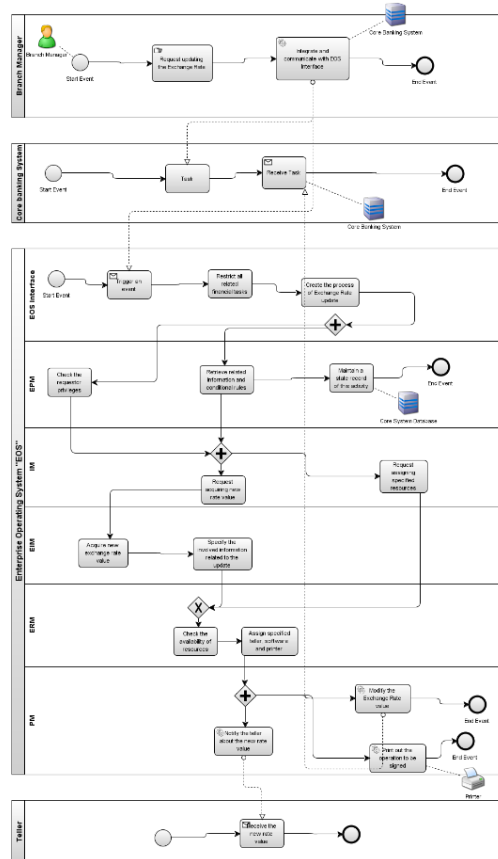 Branch Manager
Core Banking System
Branch Manager
Start Event
Request updating
the Exchange Rate
Integrate and
communicate with EOS
Interface
End Event
Core banking System
Start Event
Task
Receive Task
End Event
Core Banking System
Enterprise Operating System "EOS"
EOS Interface
Start Event
Trigger an
event
Restrict all
related
financial tasks
Create the process
of Exchange Rate
update
EPM
Check the
requestor
privileges
Retrieve related
information and
conditional rules
Maintain a
state record
of the activity
End Event
Core System Database
IM
Request
acquiring new
rate value
Request
assigning
specified
resources
EIM
Acquire new
exchange rate
value
Specify the
involved information
related to the
update
ERM
Check the
availability of
resources
Assign specified
teller, software
and printer
PM
Modify the
Exchange Rate
value
End Event
Notify the teller
about the new rate
value
Print out the
operation to be
signed
End Event
Printer
Teller
Receive the
new rate
value